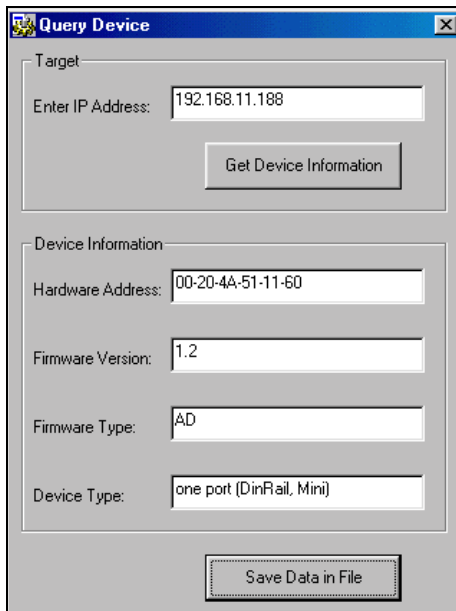 Query Device
Target
Enter IP Address: 192.168.11.188
Get Device Information
Device Information
Hardware Address: 00-20-4A-51-11-60
Firmware Version: 1.2
Firmware Type: AD
Device Type: one port (DinRail, Mini)
Save Data in File